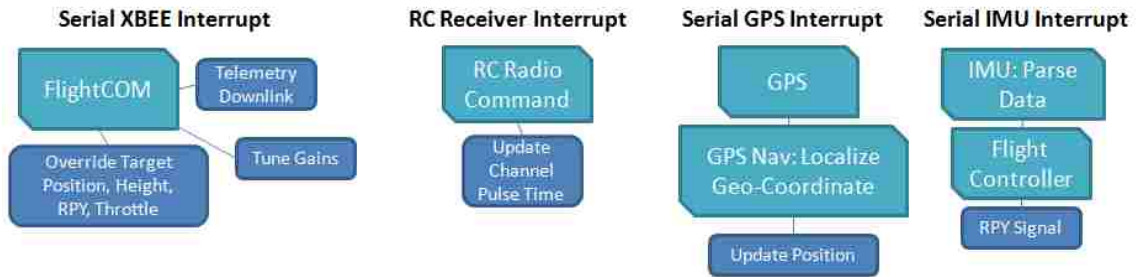 Serial XBEE Interrupt
FlightCOM
Telemetry
Downlink
Tune Gains
Override Target
Position, Height,
RPY, Throttle
RC Receiver Interrupt
RC Radio
Command
Update
Channel
Pulse Time
Serial GPS Interrupt
GPS
GPS Nav: Localize
Geo-Coordinate
Update Position
Serial IMU Interrupt
IMU: Parse
Data
Flight
Controller
RPY Signal